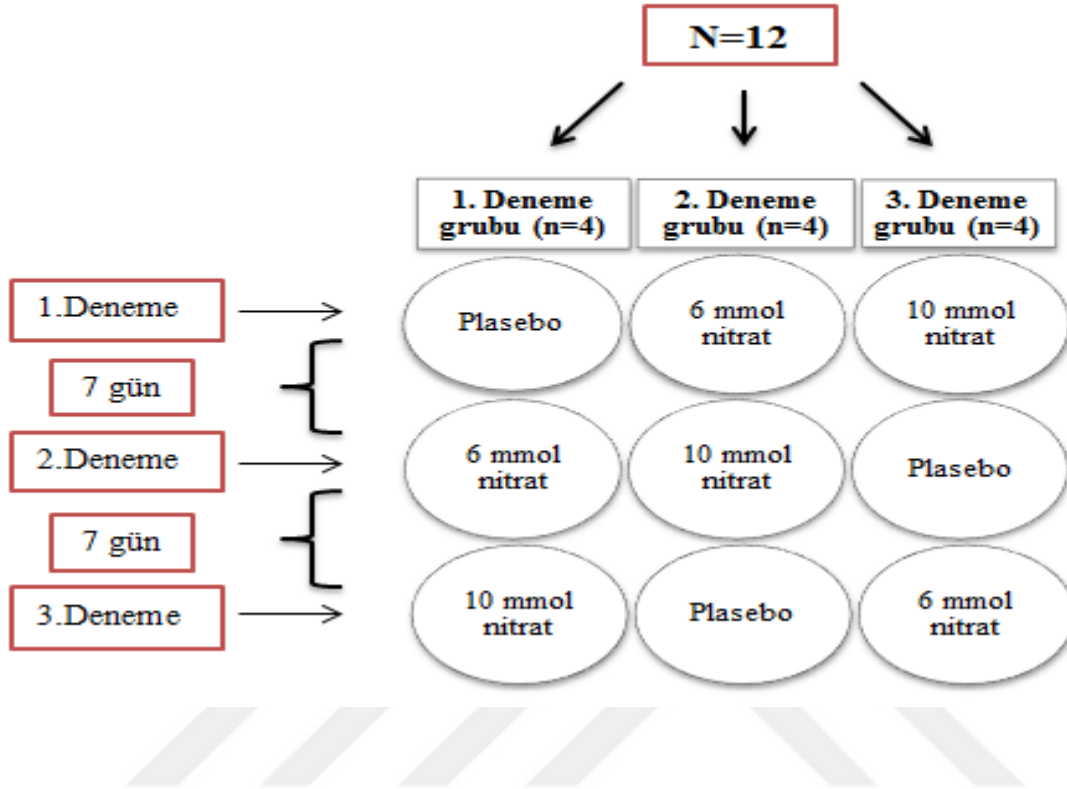 N=12
1. Deneme
grubu (n=4)
2. Deneme
grubu (n=4)
3. Deneme
grubu (n=4)
1.Deneme
Plasebo
6 mmol
nitrat
10 mmol
nitrat
7 gün
2.Deneme
6 mmol
nitrat
10 mmol
nitrat
Plasebo
7 gün
3.Deneme
10 mmol
nitrat
Plasebo
6 mmol
nitrat